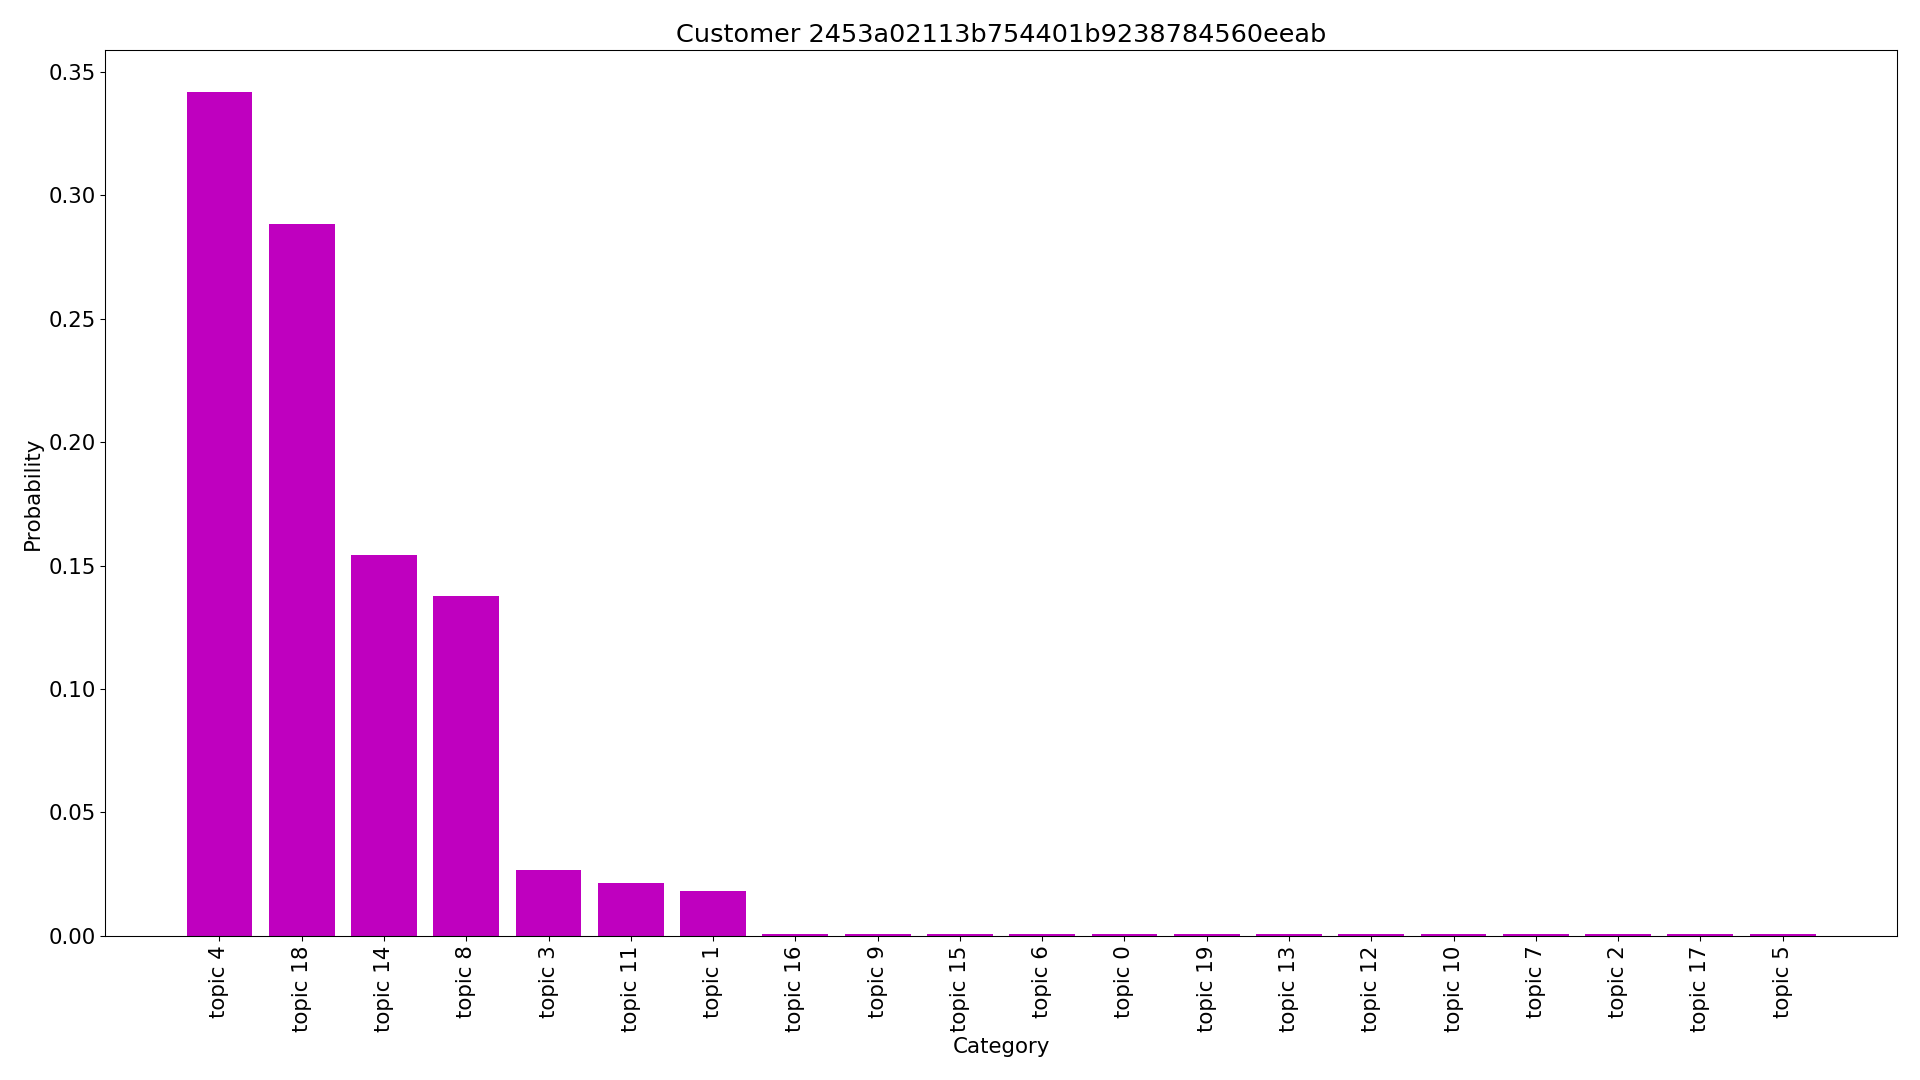 Customer 2453a02113b754401b9238784560eeab
0.35
0.30
0.25
0.20
0.15
0.10
0.05
0.00
Probability
topic 4
topic 18
topic 14
topic 8
topic 3
topic 11
topic 1
topic 16
topic 9
topic 15
topic 6
topic 0
topic 19
topic 13
topic 12
topic 10
topic 7
topic 2
topic 17
topic 5
Category